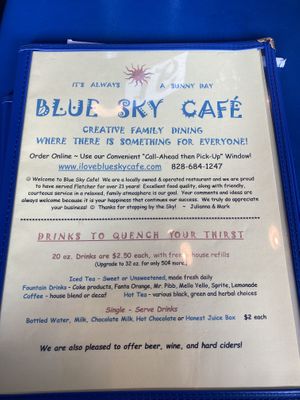 IT'S ALWAYS A SUNNY DAY
BLUE SKY CAFÉ
CREATIVE FAMILY DINING
WHERE THERE IS SOMETHING FOR EVERYONE!
Order Online ~ Use our Convenient "Call-Ahead then Pick-Up" Window!
www.iloveblueskycafe.com 828-684-1247
☺ Welcome to Blue Sky Cafe! We are a locally owned & operated restaurant and we are proud
to have served Fletcher for over 21 years! Excellent food quality, along with friendly,
courteous service in a relaxed, family atmosphere is our goal. Your comments and ideas are
always welcome because it is your happiness that continues our success. We truly do appreciate
your business! ☺ Thanks for stopping by the Sky! ~ Julianna & Mark
DRINKS TO QUENCH YOUR THIRST
20 oz. Drinks are $2.50 each, with free house refills
(Upgrade to 32 oz. for only 50¢ more)
Iced Tea - Sweet or Unsweetened, made fresh daily
Fountain Drinks - Coke products, Fanta Orange, Mr. Pibb, Mello Yello, Sprite, Lemonade
Coffee - house blend or decaf Hot Tea - various black, green and herbal choices
Single - Serve Drinks
Bottled Water, Milk, Chocolate Milk, Hot Chocolate or Honest Juice Box $2 each
We are also pleased to offer beer, wine, and hard ciders!